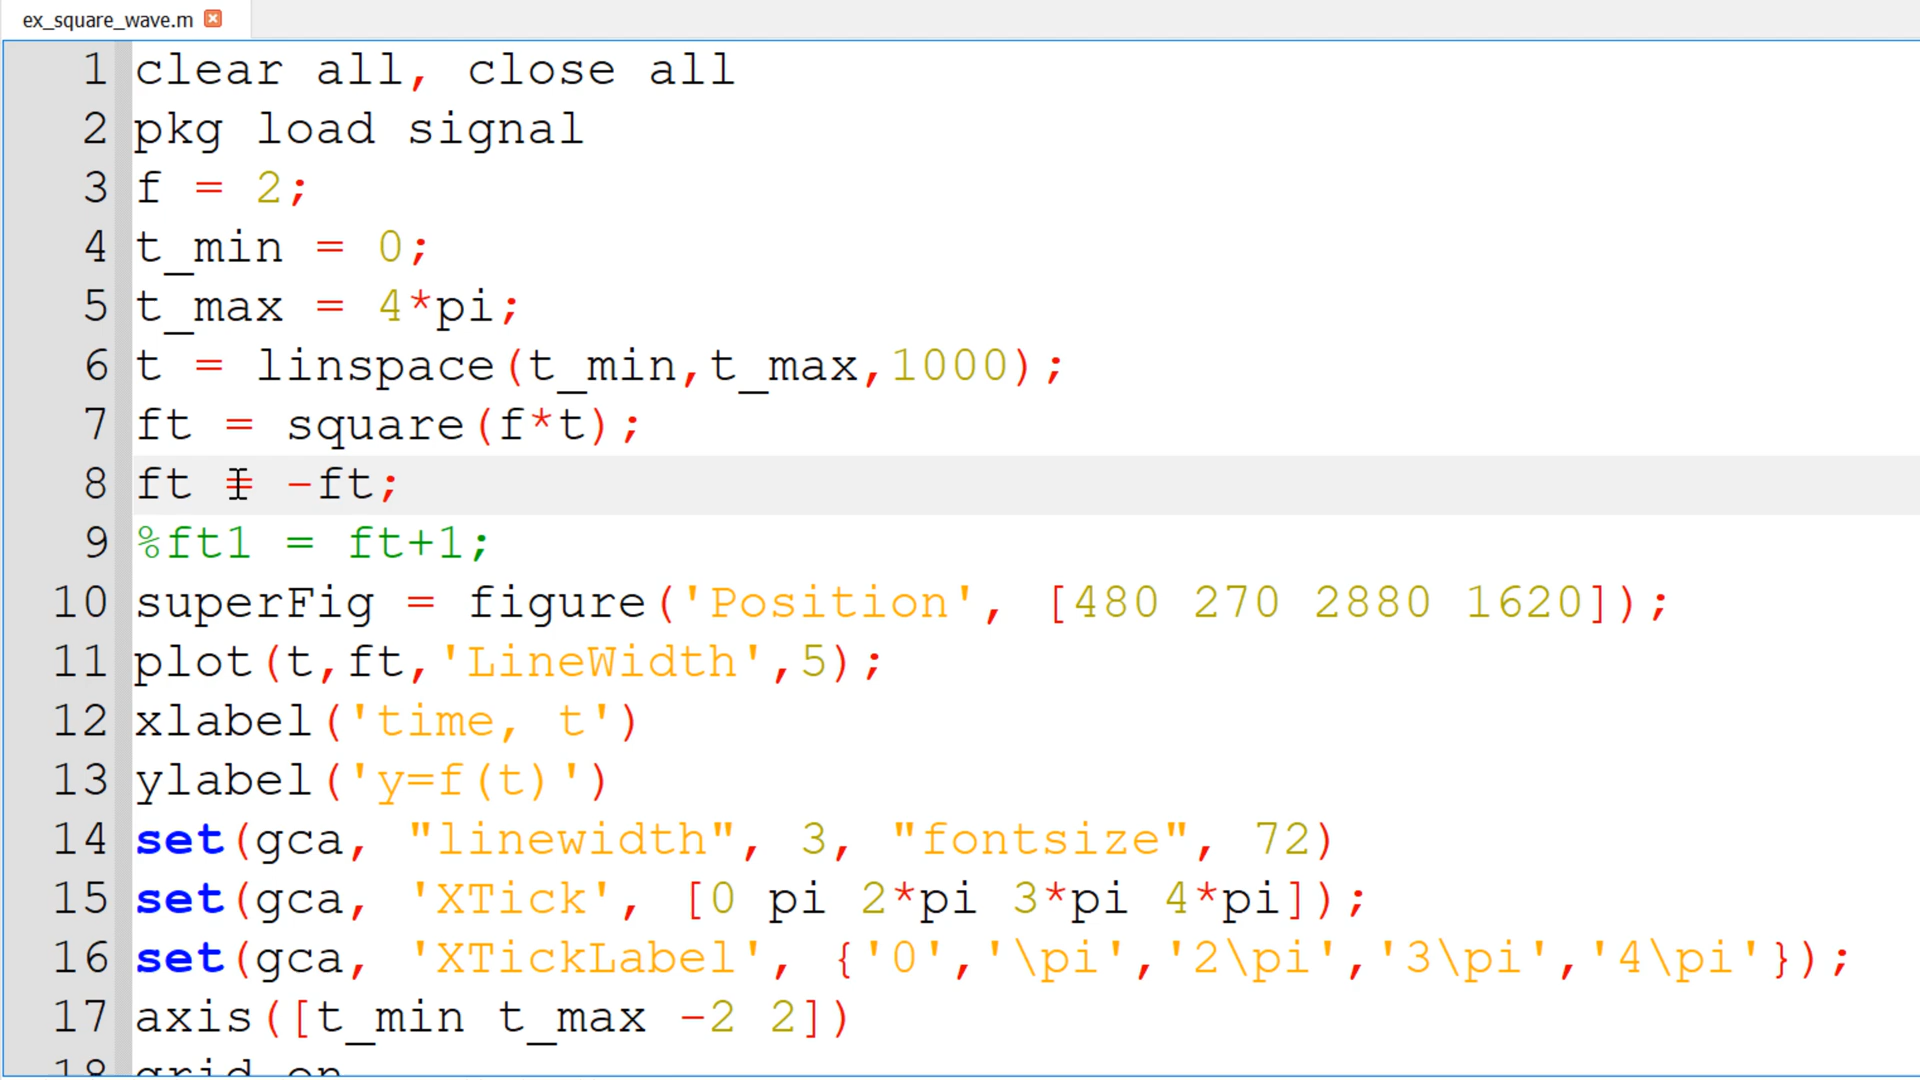 ex_square_wave.m
1 clear all, close all
2 pkg load signal
3 f = 2;
4 t_min = 0;
5 t_max = 4*pi;
6 t = linspace(t_min,t_max,1000);
7 ft = square(f*t);
8 ft = -ft;
9 %ft1 = ft+1;
10 superFig = figure('Position', [480 270 2880 1620]);
11 plot(t,ft,'LineWidth',5);
12 xlabel('time, t')
13 ylabel('y=f(t)')
14 set(gca, "linewidth", 3, "fontsize", 72)
15 set(gca, 'XTick', [0 pi 2*pi 3*pi 4*pi]);
16 set(gca, 'XTickLabel', {'0','\pi','2\pi','3\pi','4\pi'});
17 axis([t_min t_max -2 2])
18 grid on